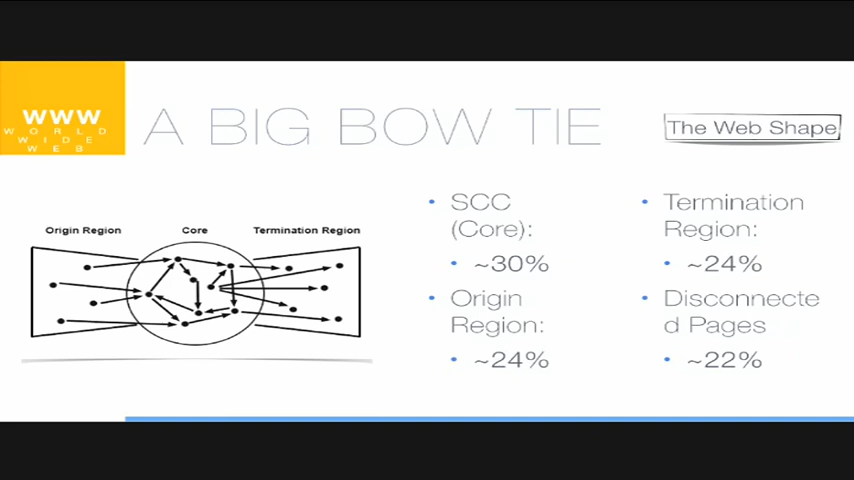 WWW
WORLD
WIDE
WEB
A BIG BOW TIE
The Web Shape
Origin Region
Core
Termination Region
• SCC
(Core):
• ~30%
• Origin
Region:
• ~24%
• Termination
Region:
• ~24%
• Disconnecte
d Pages
• ~22%